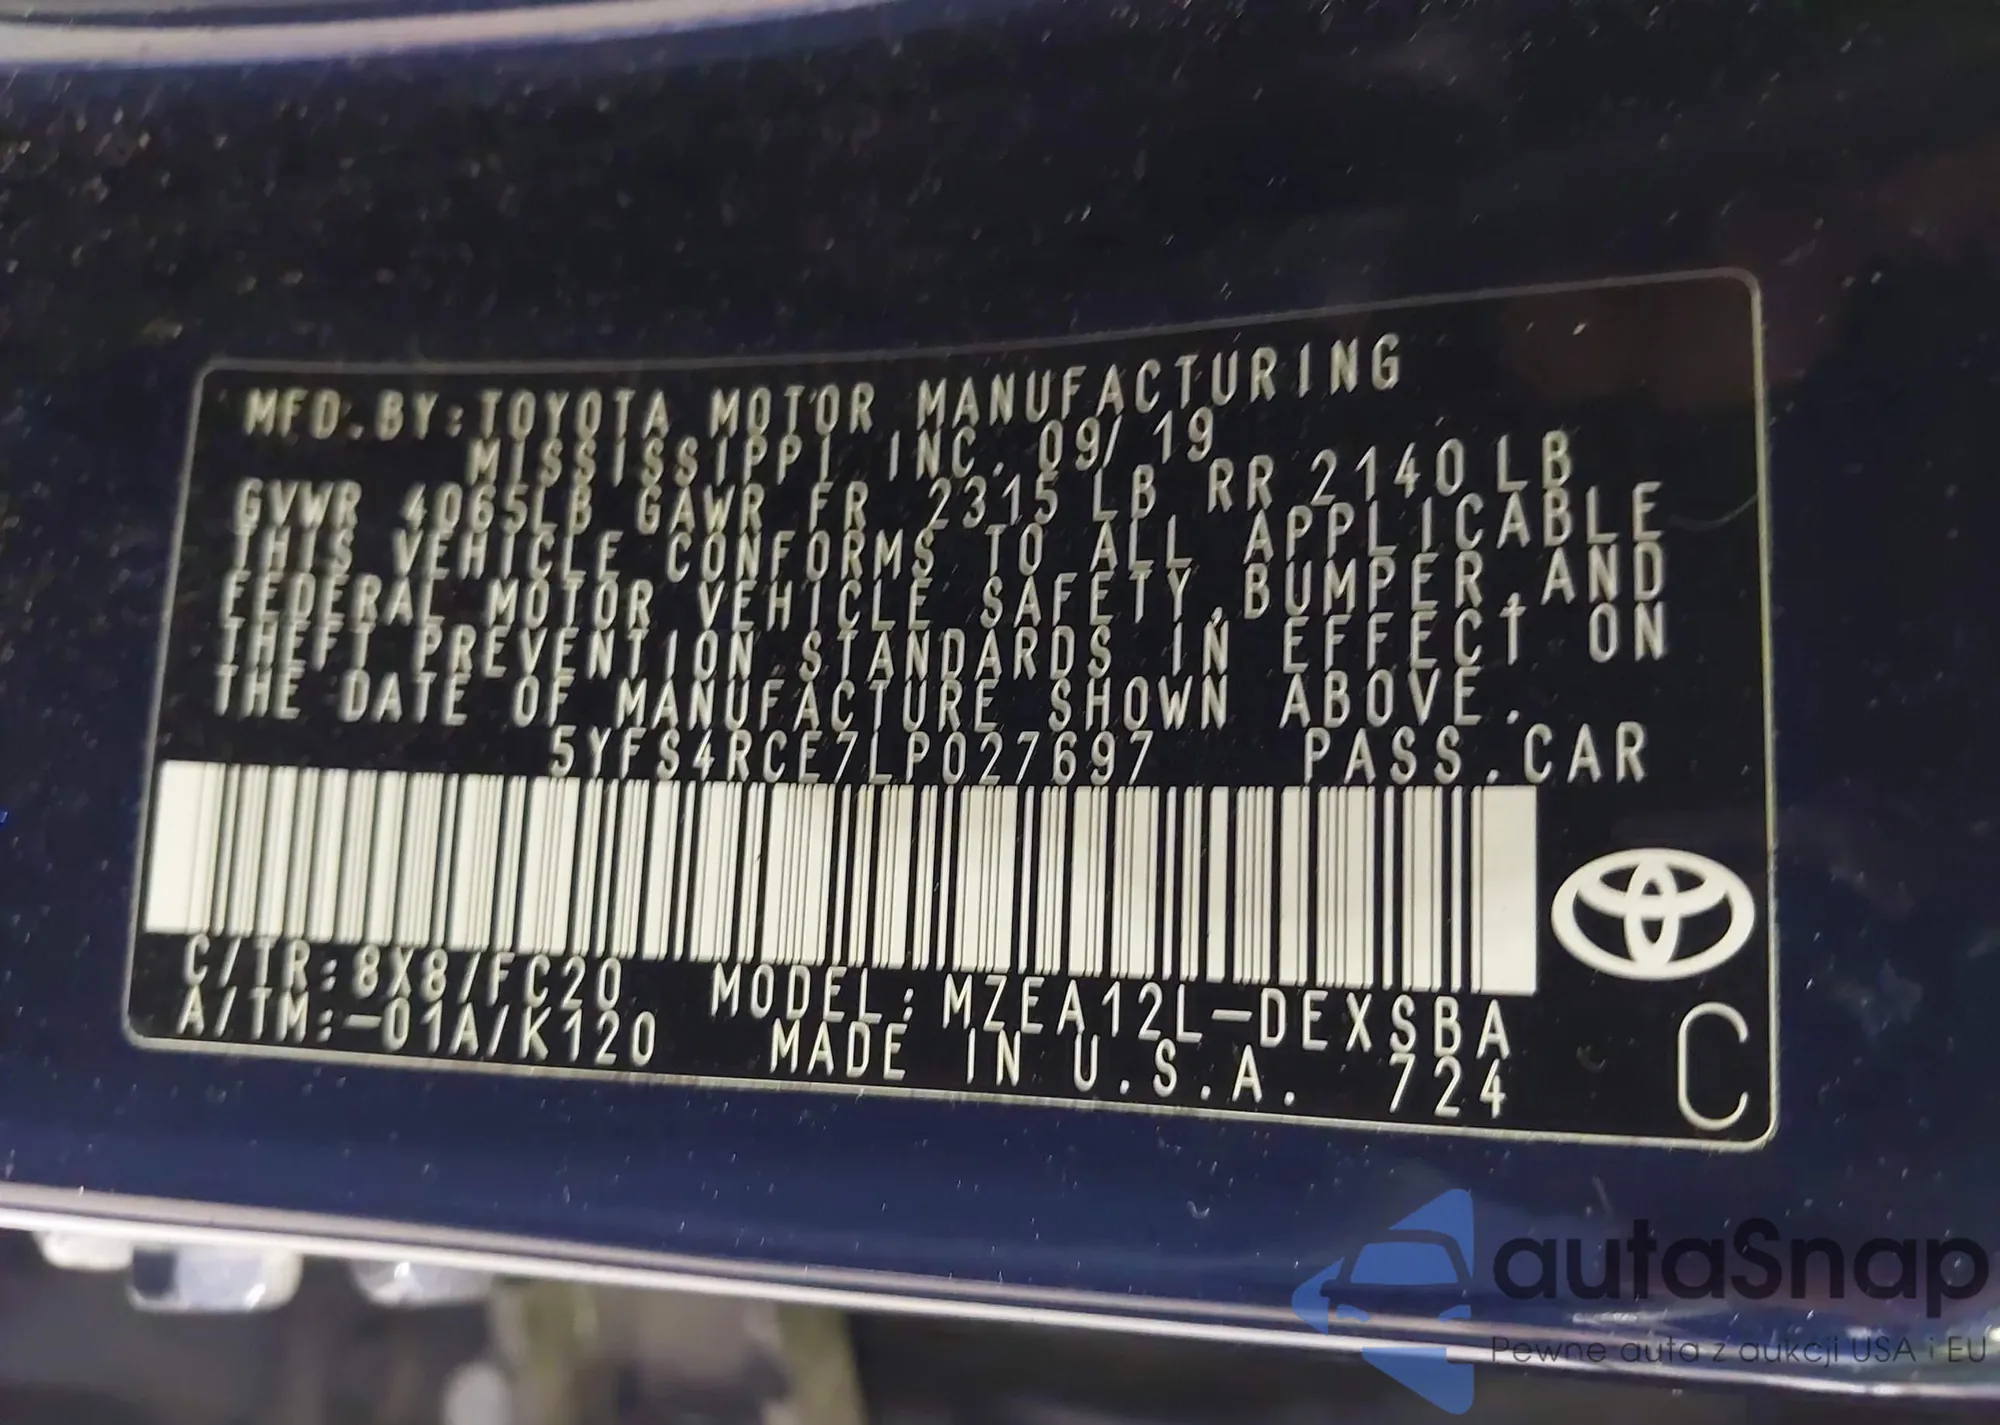 MFD.BY:TOYOTA MOTOR MANUFACTURING
MISSISSIPPI, INC. 09/19
GVWR 4065LB GAWR FR 2315 LB RR 2140 LB
THIS VEHICLE CONFORMS TO ALL APPLICABLE
FEDERAL MOTOR VEHICLE SAFETY,BUMPER,AND
THEFT PREVENTION STANDARDS IN EFFECT ON
THE DATE OF MANUFACTURE SHOWN ABOVE.
5YFS4RCE7LP027697 PASS.CAR
C/TR:8X8/FC20 MODEL:MZEA12L-DEXSBA
A/TM:-01A/K120 MADE IN U.S.A. 724
C
autaSnap
Pewne auta z aukcji USA i EU